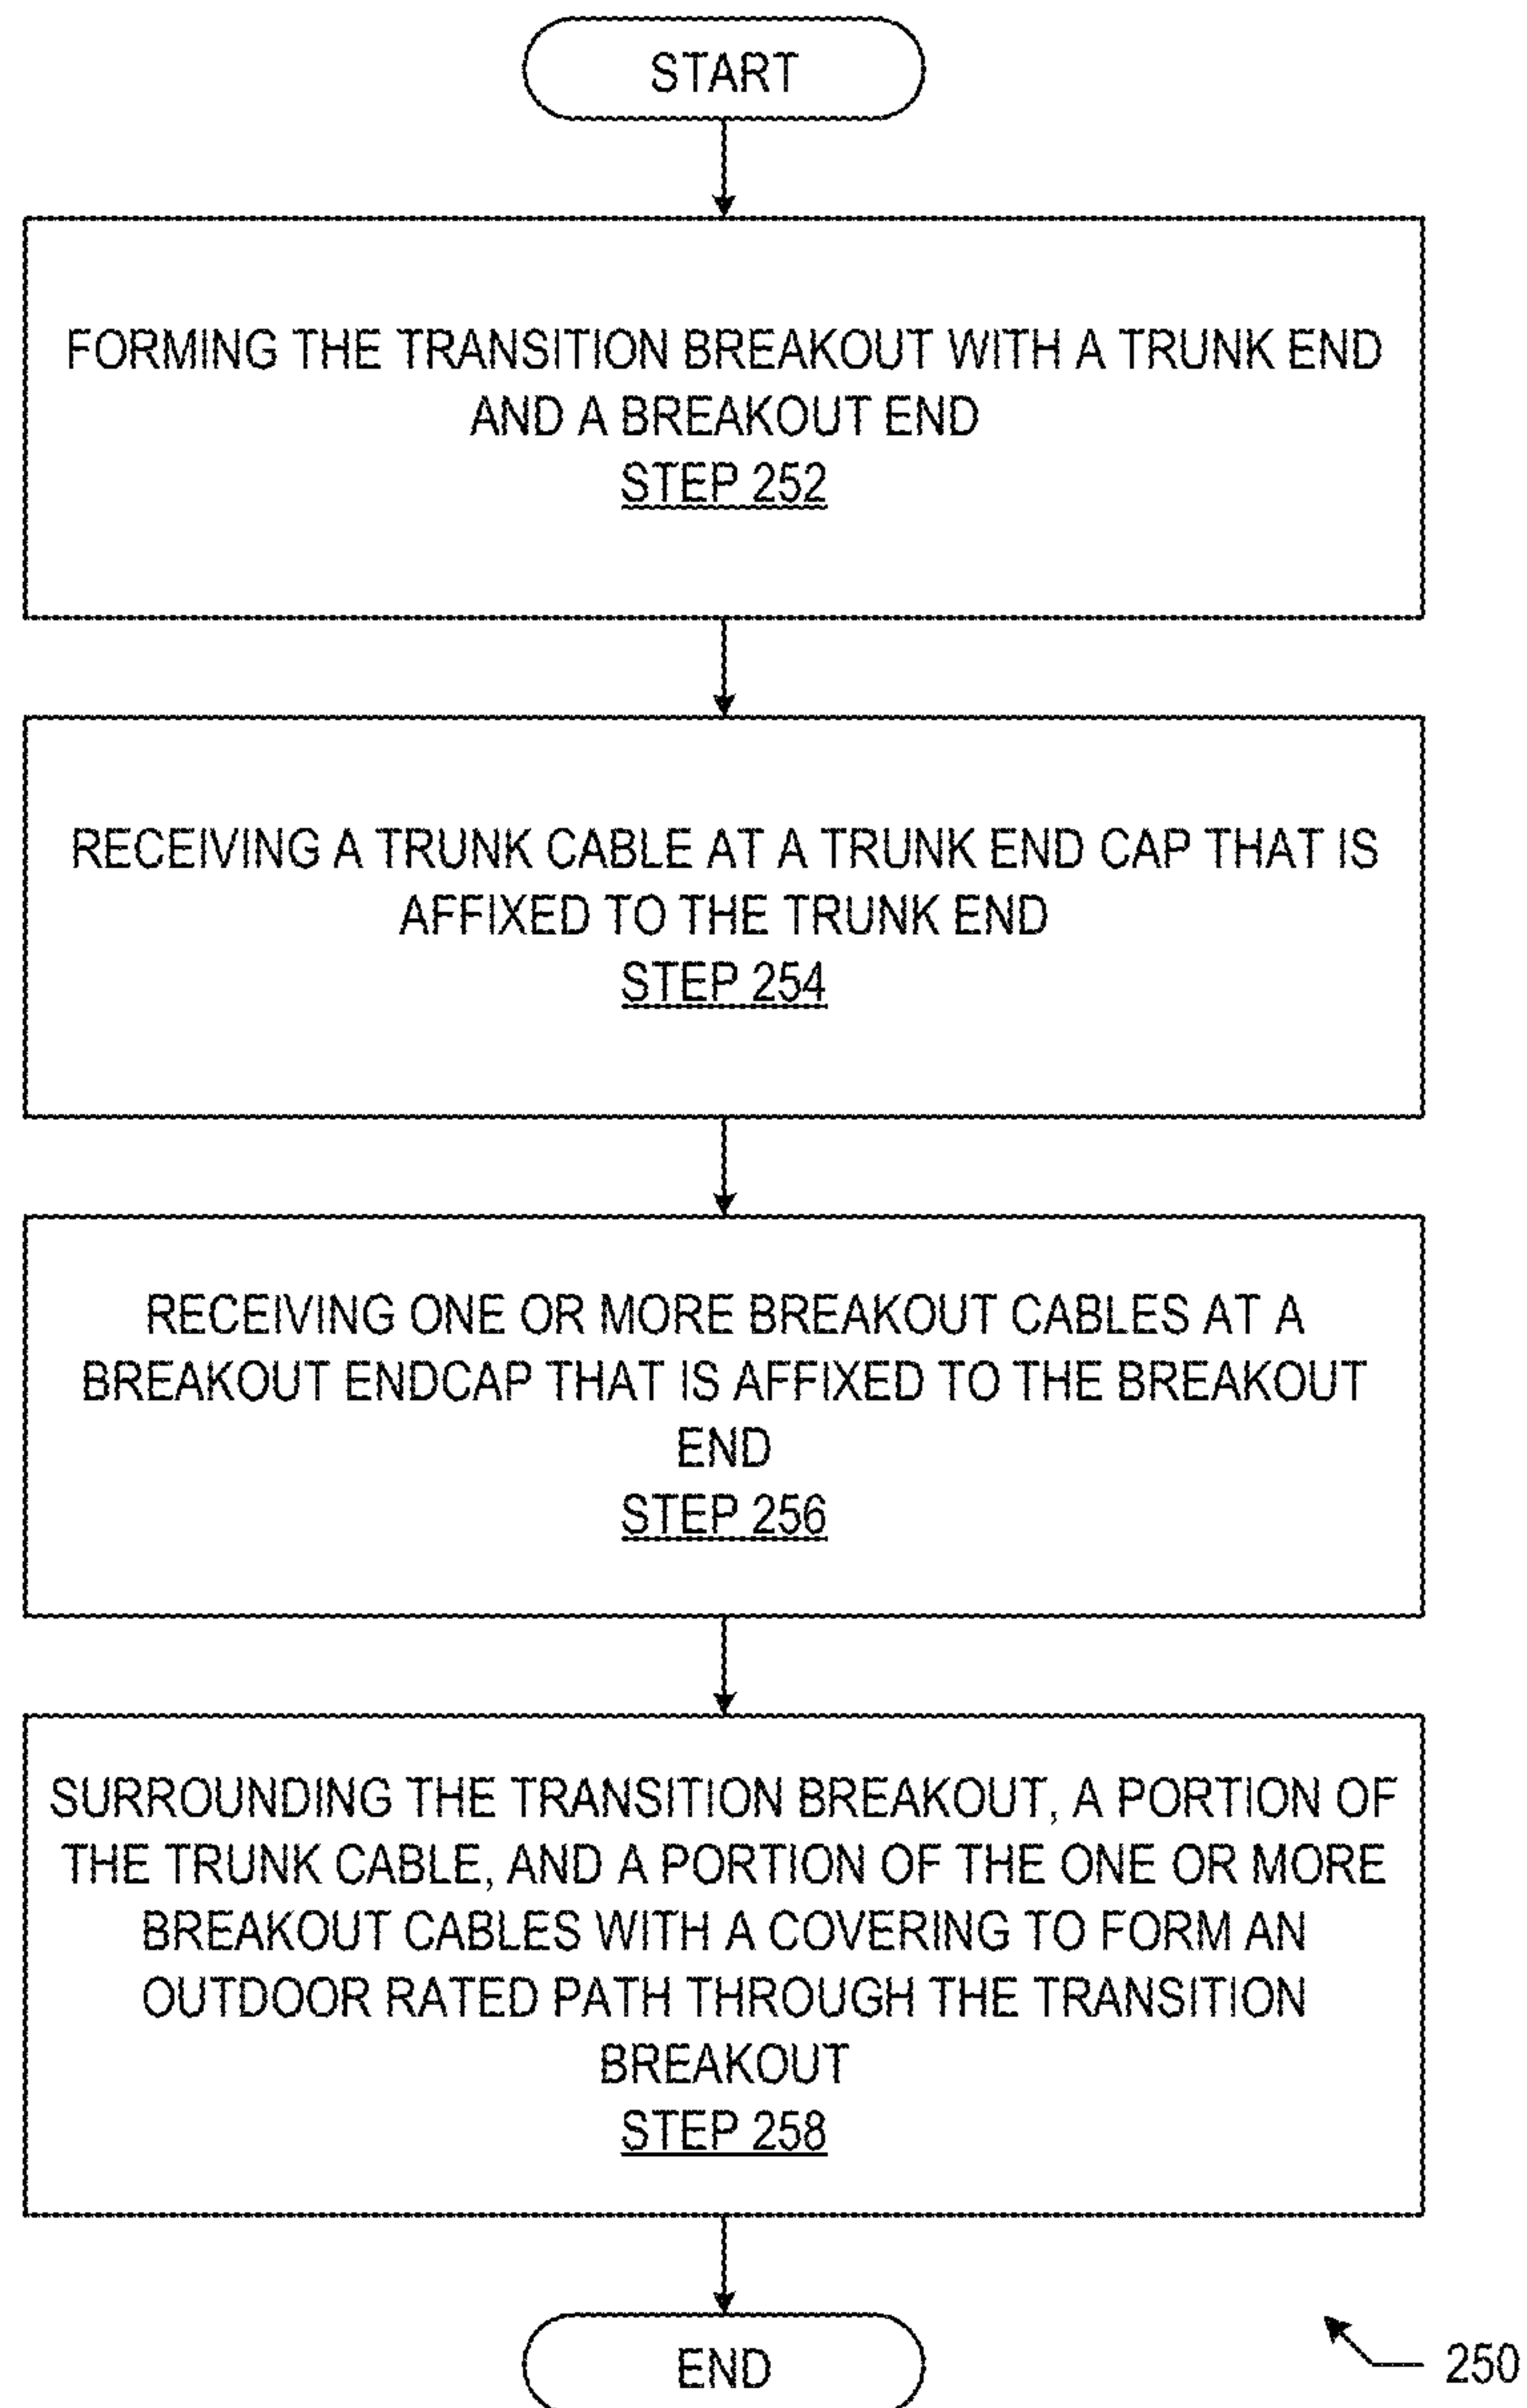 START
FORMING THE TRANSITION BREAKOUT WITH A TRUNK END
AND A BREAKOUT END
STEP 252
RECEIVING A TRUNK CABLE AT A TRUNK END CAP THAT IS
AFFIXED TO THE TRUNK END
STEP 254
RECEIVING ONE OR MORE BREAKOUT CABLES AT A
BREAKOUT ENDCAP THAT IS AFFIXED TO THE BREAKOUT
END
STEP 256
SURROUNDING THE TRANSITION BREAKOUT, A PORTION OF
THE TRUNK CABLE, AND A PORTION OF THE ONE OR MORE
BREAKOUT CABLES WITH A COVERING TO FORM AN
OUTDOOR RATED PATH THROUGH THE TRANSITION
BREAKOUT
STEP 258
END
250